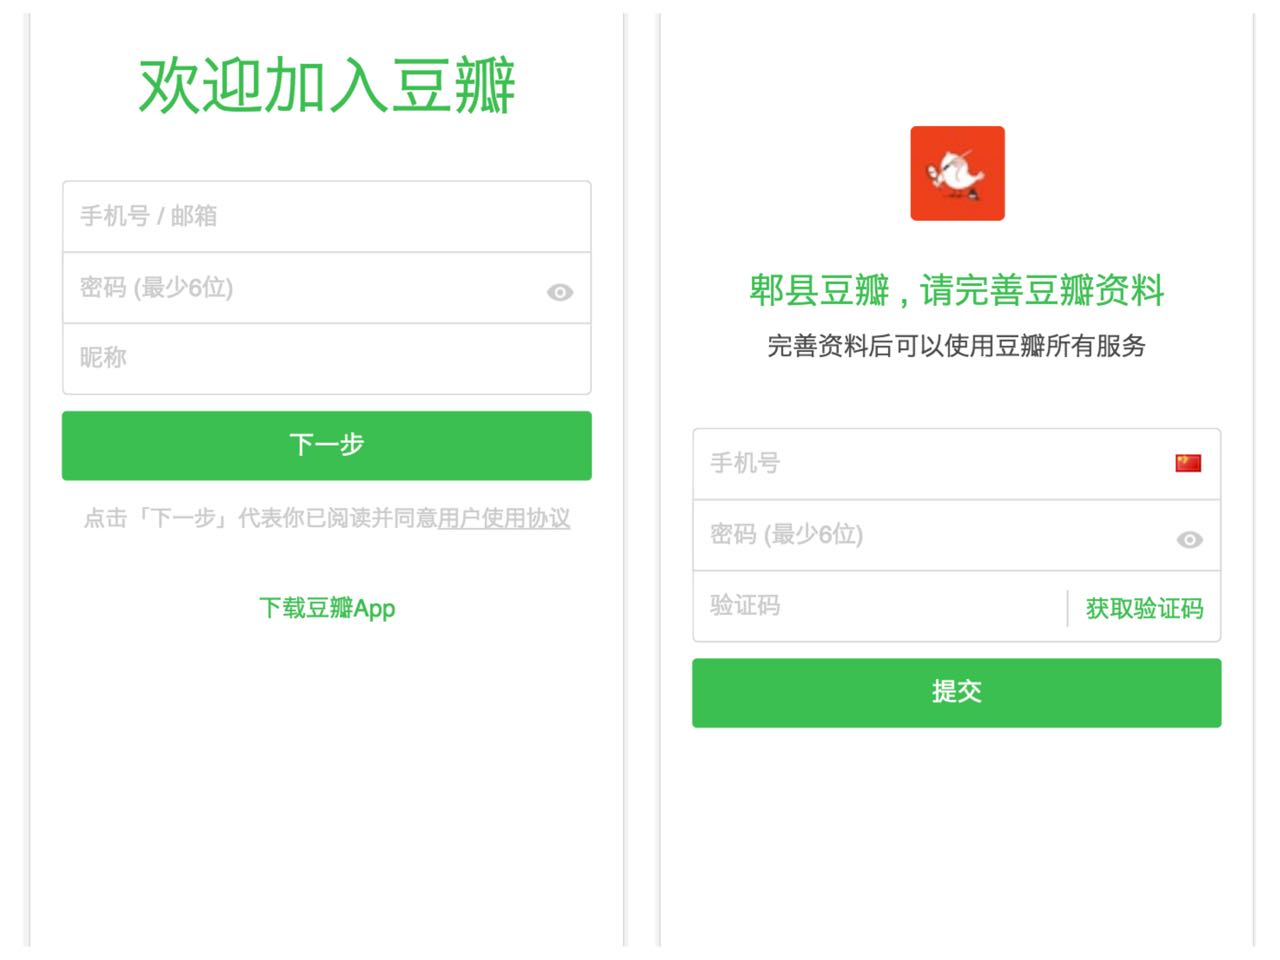 欢迎加入豆瓣
手机号 / 邮箱
密码 (最少6位)
昵称
下一步
点击「下一步」代表你已阅读并同意用户使用协议
下载豆瓣App
郫县豆瓣 , 请完善豆瓣资料
完善资料后可以使用豆瓣所有服务
手机号
密码 (最少6位)
验证码 获取验证码
提交